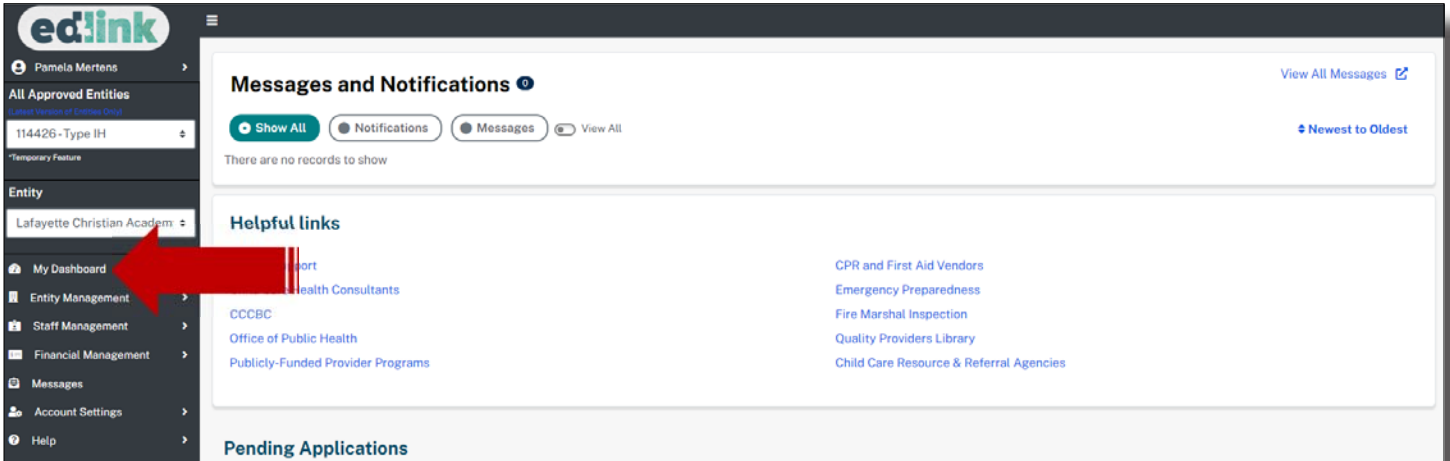 ed:link
Pamela Mertens
All Approved Entities
(Latest Version of Entities Only)
114426 - Type IH
*Temporary Feature
Entity
Lafayette Christian Academ
My Dashboard
Entity Management
Staff Management
Financial Management
Messages
Account Settings
Help
Messages and Notifications 0
View All Messages
Show All
Notifications
Messages
View All
Newest to Oldest
There are no records to show
Helpful links
port
Health Consultants
CCCBC
Office of Public Health
Publicly-Funded Provider Programs
CPR and First Aid Vendors
Emergency Preparedness
Fire Marshal Inspection
Quality Providers Library
Child Care Resource & Referral Agencies
Pending Applications